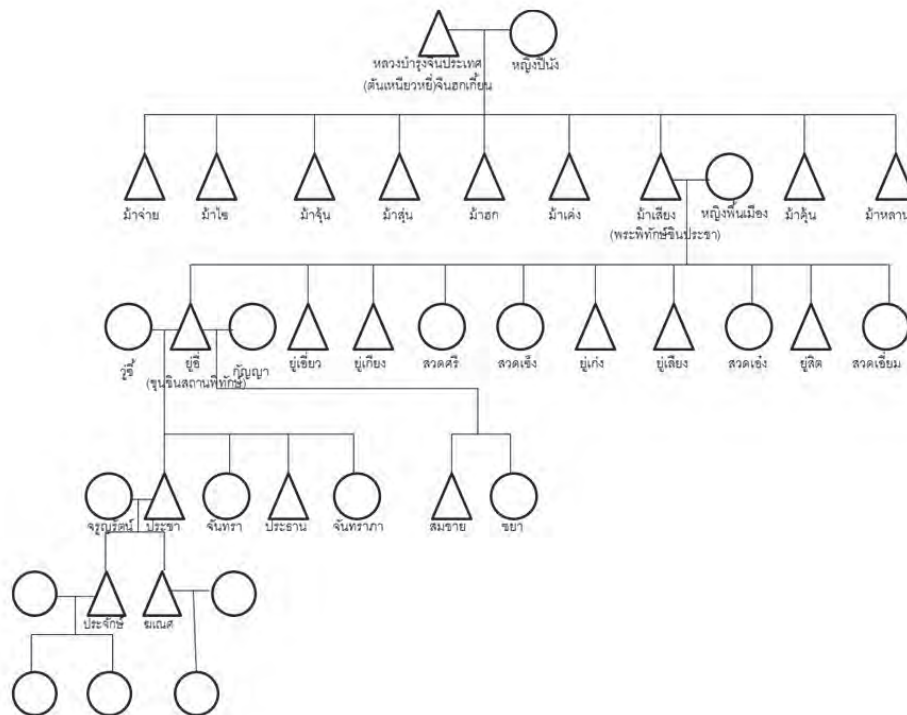 หลวงบำรุงจีนประเทศ
(ตันเหนียวหยี่)จีนฮกเกี้ยน
หญิงปีนัง
ม้าจ่าย
ม้าไซ
ม้าจุ้น
ม้าสุ่น
ม้าฮก
ม้าเค่ง
ม้าเสียง
(พระพิทักษ์ชินประชา)
หญิงพื้นเมือง
ม้าคุ้น
ม้าหลาน
ยู่อี่
(ขุนชินสถานพิทักษ์)
กัญญา
ยู่เอี่ยว
ยู่เกียง
สวดศรี
สวดเจ็ง
ยู่เก่ง
ยู่เสียง
สวดเอ่ง
ยู่สิต
สวดเอี่ยม
จรูญรัตน์
ประชา
จันทรา
ประธาน
จันทราภา
สมชาย
ชยา
ประจักษ์
ฆเณศ